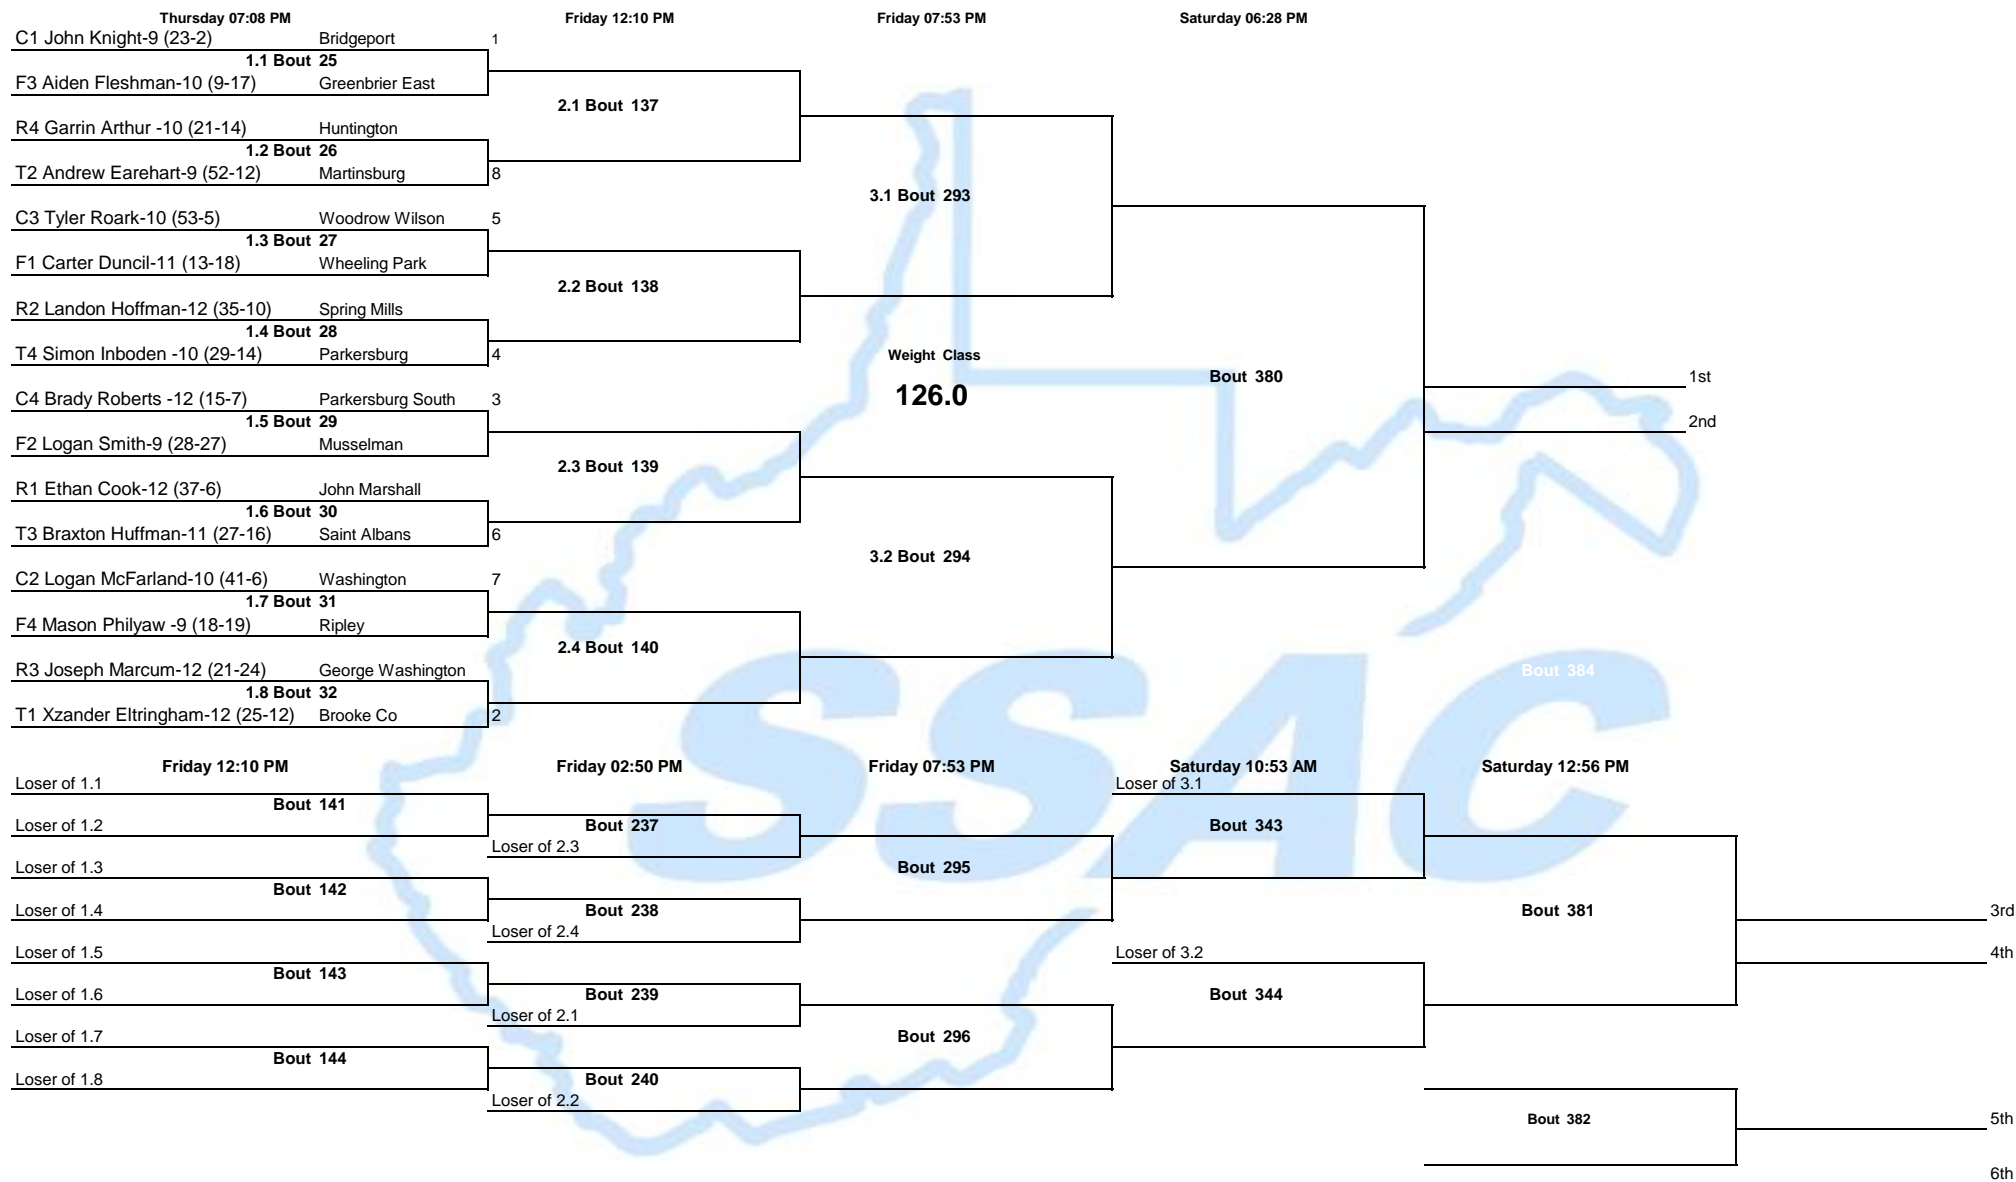 Thursday 07:08 PM Friday 12:10 PM Friday 07:53 PM Saturday 06:28 PM
C1 John Knight-9 (23-2) Bridgeport 1
1.1 Bout 25
F3 Aiden Fleshman-10 (9-17) Greenbrier East
2.1 Bout 137
R4 Garrin Arthur -10 (21-14) Huntington
1.2 Bout 26
T2 Andrew Earehart-9 (52-12) Martinsburg 8
3.1 Bout 293
C3 Tyler Roark-10 (53-5) Woodrow Wilson 5
1.3 Bout 27
F1 Carter Duncil-11 (13-18) Wheeling Park
2.2 Bout 138
R2 Landon Hoffman-12 (35-10) Spring Mills
1.4 Bout 28
T4 Simon Inboden -10 (29-14) Parkersburg 4
Weight Class
126.0
Bout 380
1st
2nd
C4 Brady Roberts -12 (15-7) Parkersburg South 3
1.5 Bout 29
F2 Logan Smith-9 (28-27) Musselman
2.3 Bout 139
R1 Ethan Cook-12 (37-6) John Marshall
1.6 Bout 30
T3 Braxton Huffman-11 (27-16) Saint Albans 6
3.2 Bout 294
C2 Logan McFarland-10 (41-6) Washington 7
1.7 Bout 31
F4 Mason Philyaw -9 (18-19) Ripley
2.4 Bout 140
R3 Joseph Marcum-12 (21-24) George Washington
Bout 384
1.8 Bout 32
T1 Xzander Eltringham-12 (25-12) Brooke Co 2
SSAC
Friday 12:10 PM Friday 02:50 PM Friday 07:53 PM Saturday 10:53 AM Saturday 12:56 PM
Loser of 1.1 Loser of 3.1
Bout 141
Loser of 1.2 Bout 237 Bout 343
Loser of 2.3
Loser of 1.3 Bout 295
Bout 142
Loser of 1.4 Bout 238 Bout 381 3rd
Loser of 2.4
Loser of 1.5 Loser of 3.2 4th
Bout 143
Loser of 1.6 Bout 239 Bout 344
Loser of 2.1
Loser of 1.7 Bout 296
Bout 144
Loser of 1.8 Bout 240
Loser of 2.2
Bout 382 5th
6th